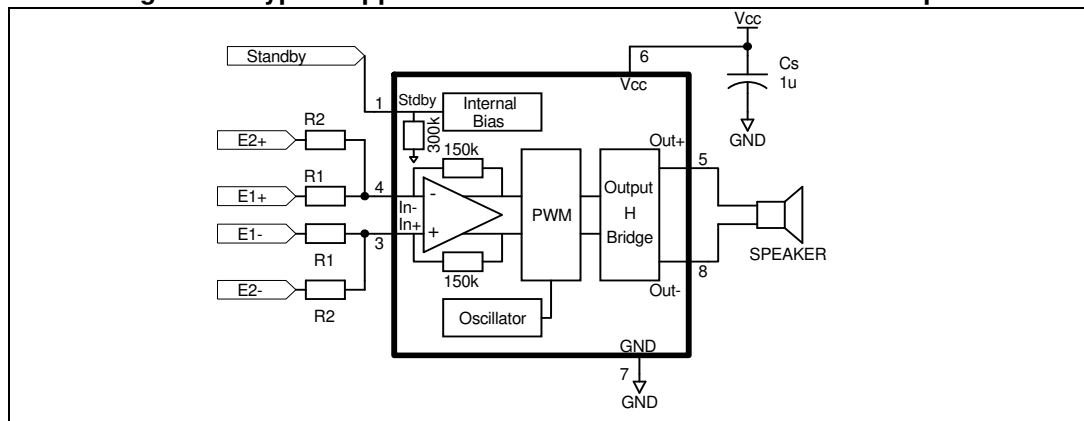 Vcc
6
Cs
1u
GND
Standby
Vcc
1
Stdby
Internal
Bias
300k
R2
E2+
150k
Out+
5
R1
E1+
4
-
In-
In+
+
PWM
Output
H
Bridge
E1-
3
R1
SPEAKER
E2-
150k
8
Out-
R2
Oscillator
GND
7
GND